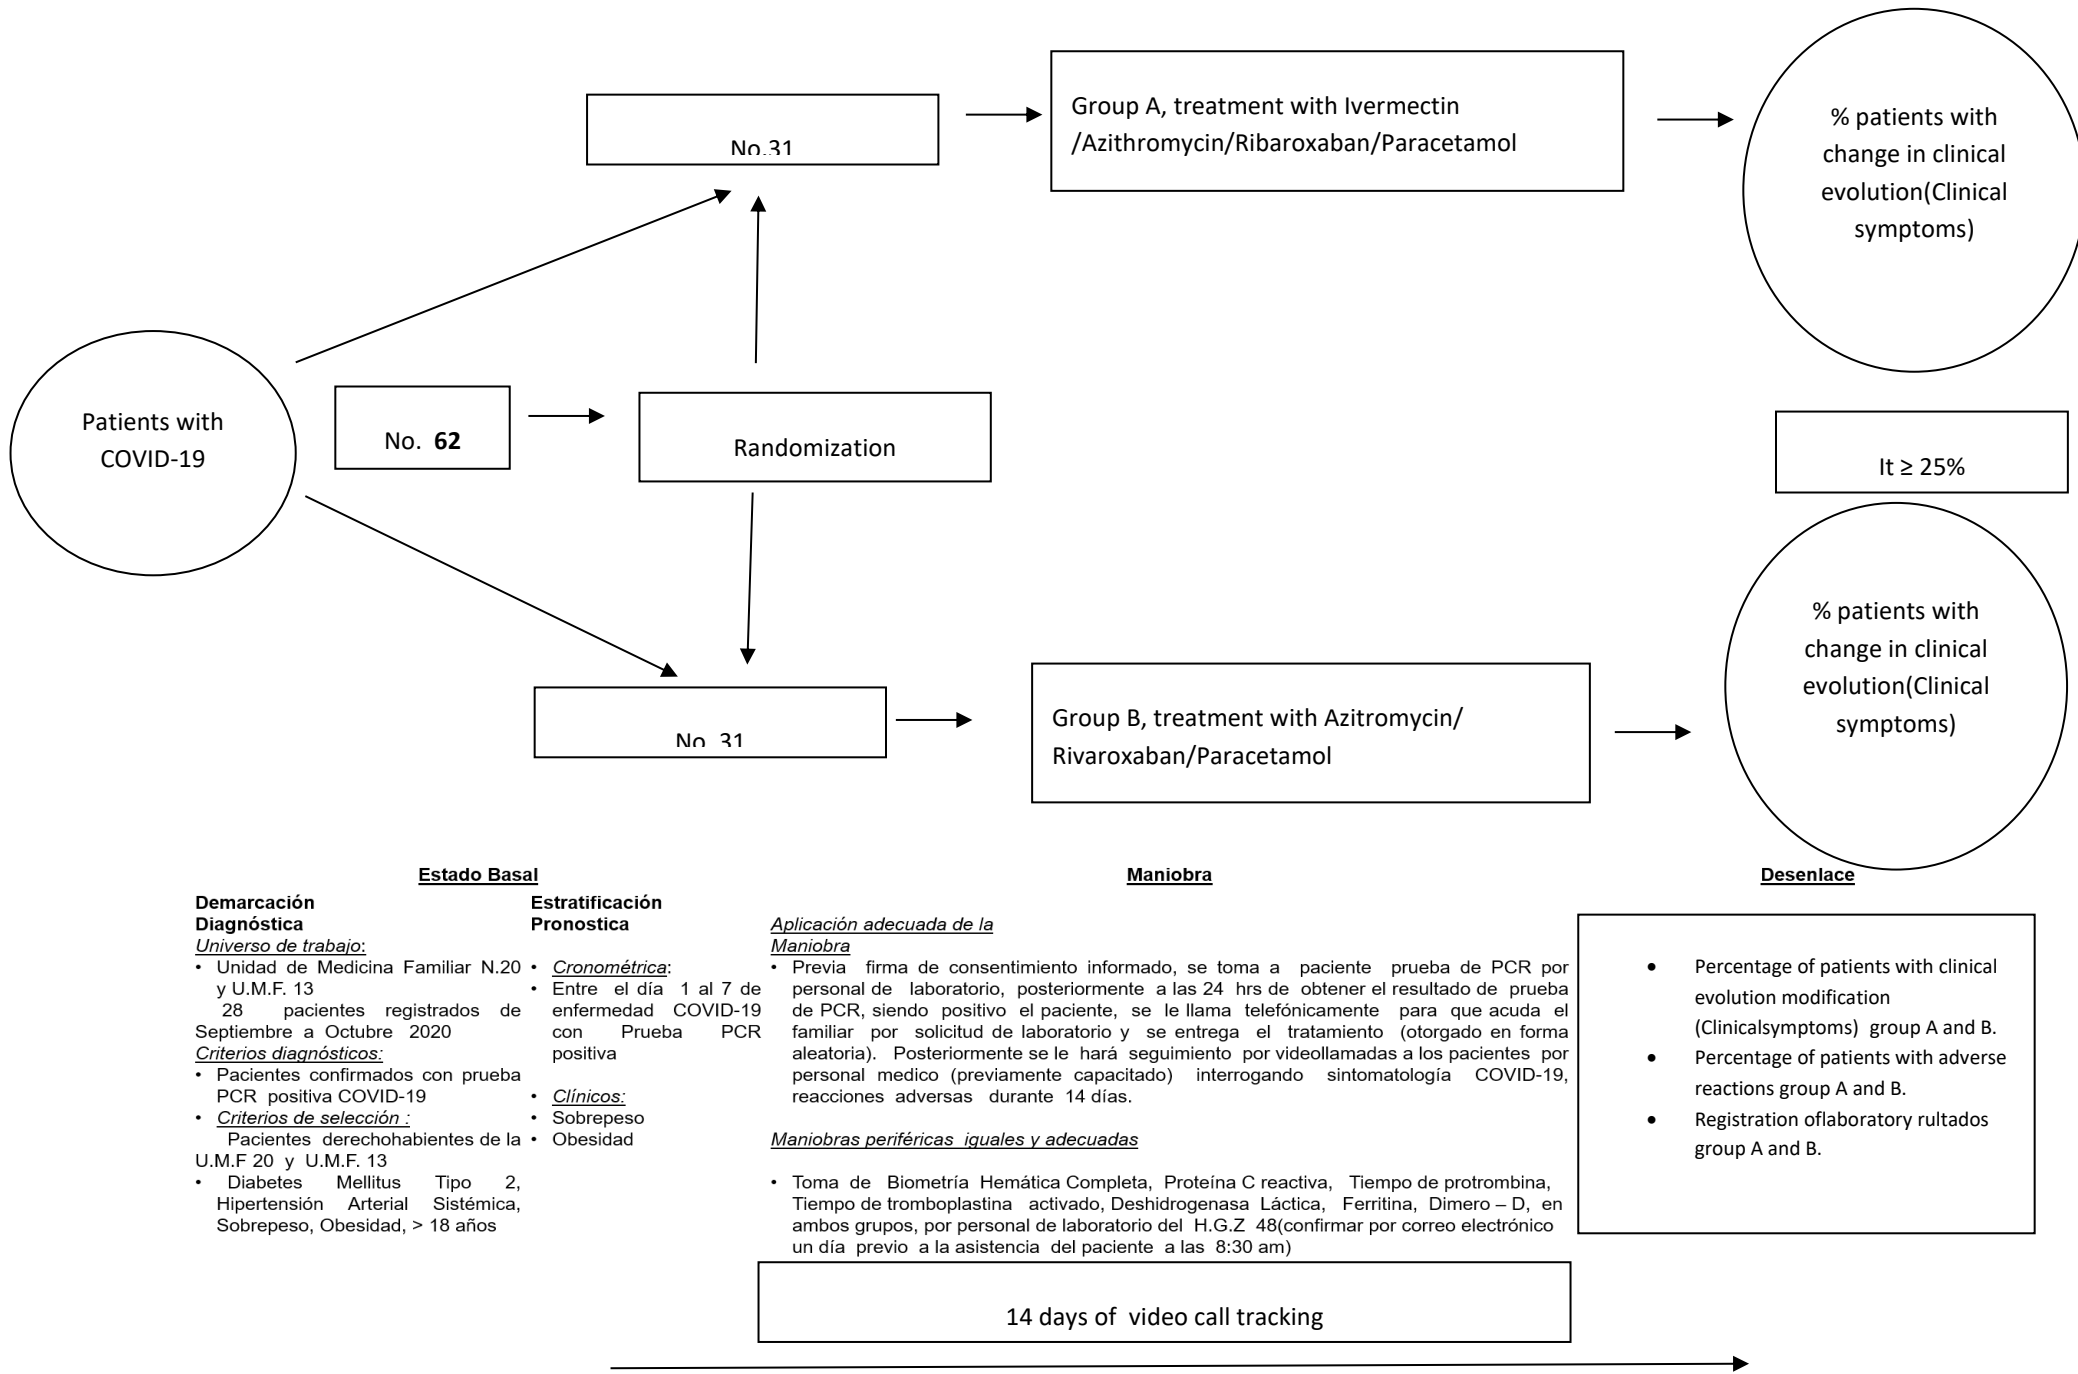 No.31
Group A, treatment with Ivermectin
/Azithromycin/Ribaroxaban/Paracetamol
% patients with
change in clinical
evolution(Clinical
symptoms)
Patients with
COVID-19
No. 62
Randomization
It ≥ 25%
No 31
Group B, treatment with Azitromycin/
Rivaroxaban/Paracetamol
% patients with
change in clinical
evolution(Clinical
symptoms)
Estado Basal
Demarcación
Diagnóstica
Universo de trabajo:
• Unidad de Medicina Familiar N.20
y U.M.F. 13
28 pacientes registrados de
Septiembre a Octubre 2020
Criterios diagnósticos:
• Pacientes confirmados con prueba
PCR positiva COVID-19
• Criterios de selección :
Pacientes derechohabientes de la
U.M.F 20 y U.M.F. 13
• Diabetes Mellitus Tipo 2,
Hipertensión Arterial Sistémica,
Sobrepeso, Obesidad, > 18 años
Estratificación
Pronostica
• Cronométrica:
• Entre el día 1 al 7 de
enfermedad COVID-19
con Prueba PCR
positiva
• Clínicos:
• Sobrepeso
• Obesidad
Maniobra
Aplicación adecuada de la
Maniobra
• Previa firma de consentimiento informado, se toma a paciente prueba de PCR por
personal de laboratorio, posteriormente a las 24 hrs de obtener el resultado de prueba
de PCR, siendo positivo el paciente, se le llama telefónicamente para que acuda el
familiar por solicitud de laboratorio y se entrega el tratamiento (otorgado en forma
aleatoria). Posteriormente se le hará seguimiento por videollamadas a los pacientes por
personal medico (previamente capacitado) interrogando sintomatología COVID-19,
reacciones adversas durante 14 días.
Maniobras periféricas iguales y adecuadas
• Toma de Biometría Hemática Completa, Proteína C reactiva, Tiempo de protrombina,
Tiempo de tromboplastina activado, Deshidrogenasa Láctica, Ferritina, Dimero – D, en
ambos grupos, por personal de laboratorio del H.G.Z 48(confirmar por correo electrónico
un día previo a la asistencia del paciente a las 8:30 am)
Desenlace
• Percentage of patients with clinical
evolution modification
(Clinicalsymptoms) group A and B.
• Percentage of patients with adverse
reactions group A and B.
• Registration oflaboratory rultados
group A and B.
14 days of video call tracking